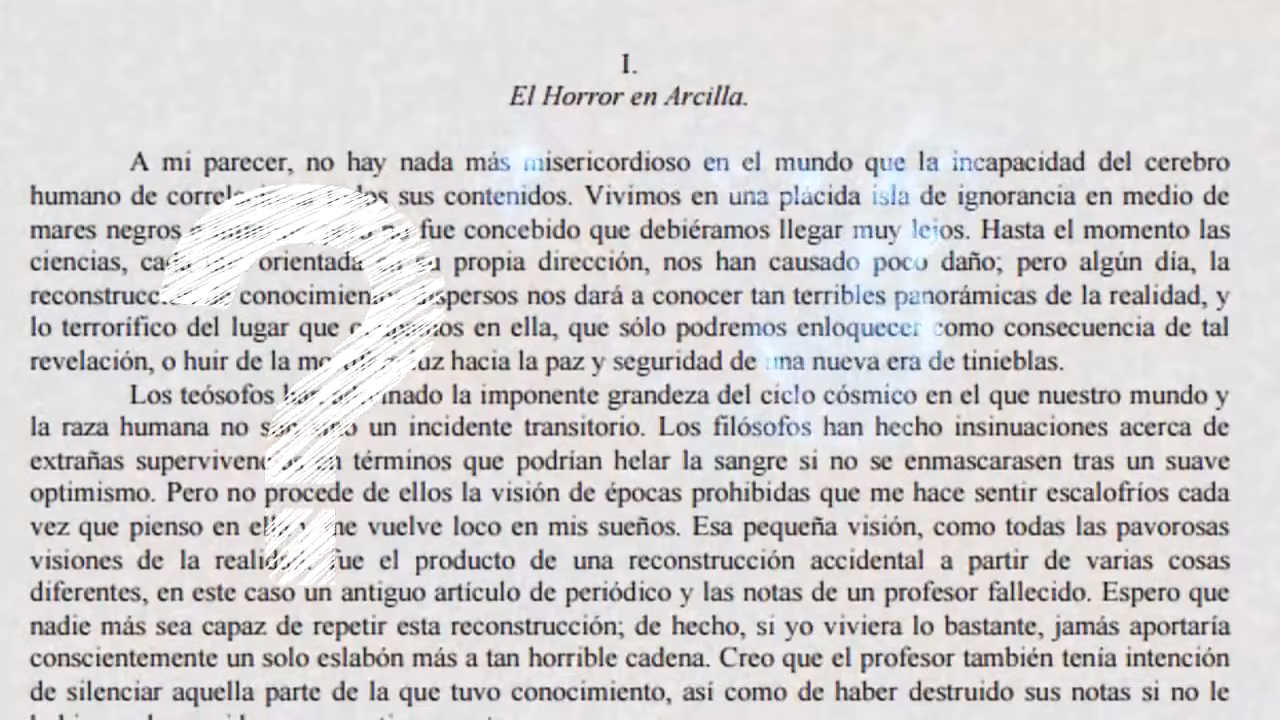 I.
El Horror en Arcilla.
A mi parecer, no hay nada más misericordioso en el mundo que la incapacidad del cerebro
humano de sus contenidos. Vivimos en una plácida isla de ignorancia en medio de
mares negros fue concebido que debiéramos llegar muy lejos. Hasta el momento las
ciencias, orientada su propia dirección, nos han causado poco daño; pero algún día, la
conocimientos dispersos nos dará a conocer tan terribles panorámicas de la realidad, y
lo terrorífico del lugar que en ella, que sólo podremos enloquecer como consecuencia de tal
revelación, o huir de la luz hacia la paz y seguridad de una nueva era de tinieblas.
Los teósofos la imponente grandeza del ciclo cósmico en el que nuestro mundo y
la raza humana no un incidente transitorio. Los filósofos han hecho insinuaciones acerca de
extrañas supervivencias en términos que podrían helar la sangre si no se enmascarasen tras un suave
optimismo. Pero no procede de ellos la visión de épocas prohibidas que me hace sentir escalofríos cada
vez que pienso en me vuelve loco en mis sueños. Esa pequeña visión, como todas las pavorosas
visiones de la realidad, fue el producto de una reconstrucción accidental a partir de varias cosas
diferentes, en este caso un antiguo artículo de periódico y las notas de un profesor fallecido. Espero que
nadie más sea capaz de repetir esta reconstrucción; de hecho, si yo viviera lo bastante, jamás aportaría
conscientemente un solo eslabón más a tan horrible cadena. Creo que el profesor también tenía intención
de silenciar aquella parte de la que tuvo conocimiento, así como de haber destruido sus notas si no le